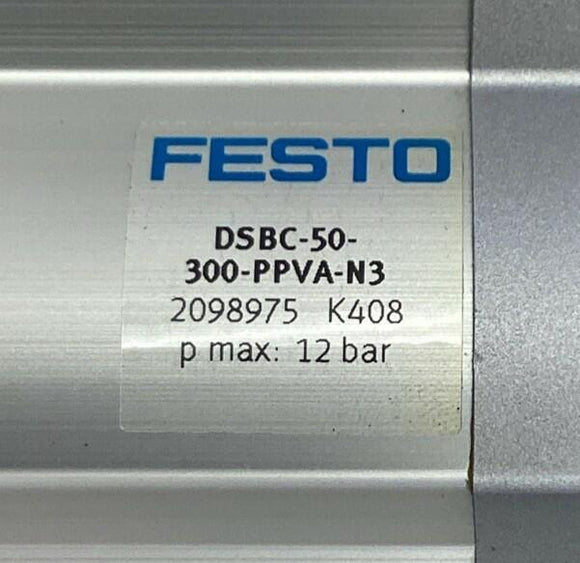 FESTO
DSBC-50-
300-PPVA-N3
2098975 K408
p max: 12 bar